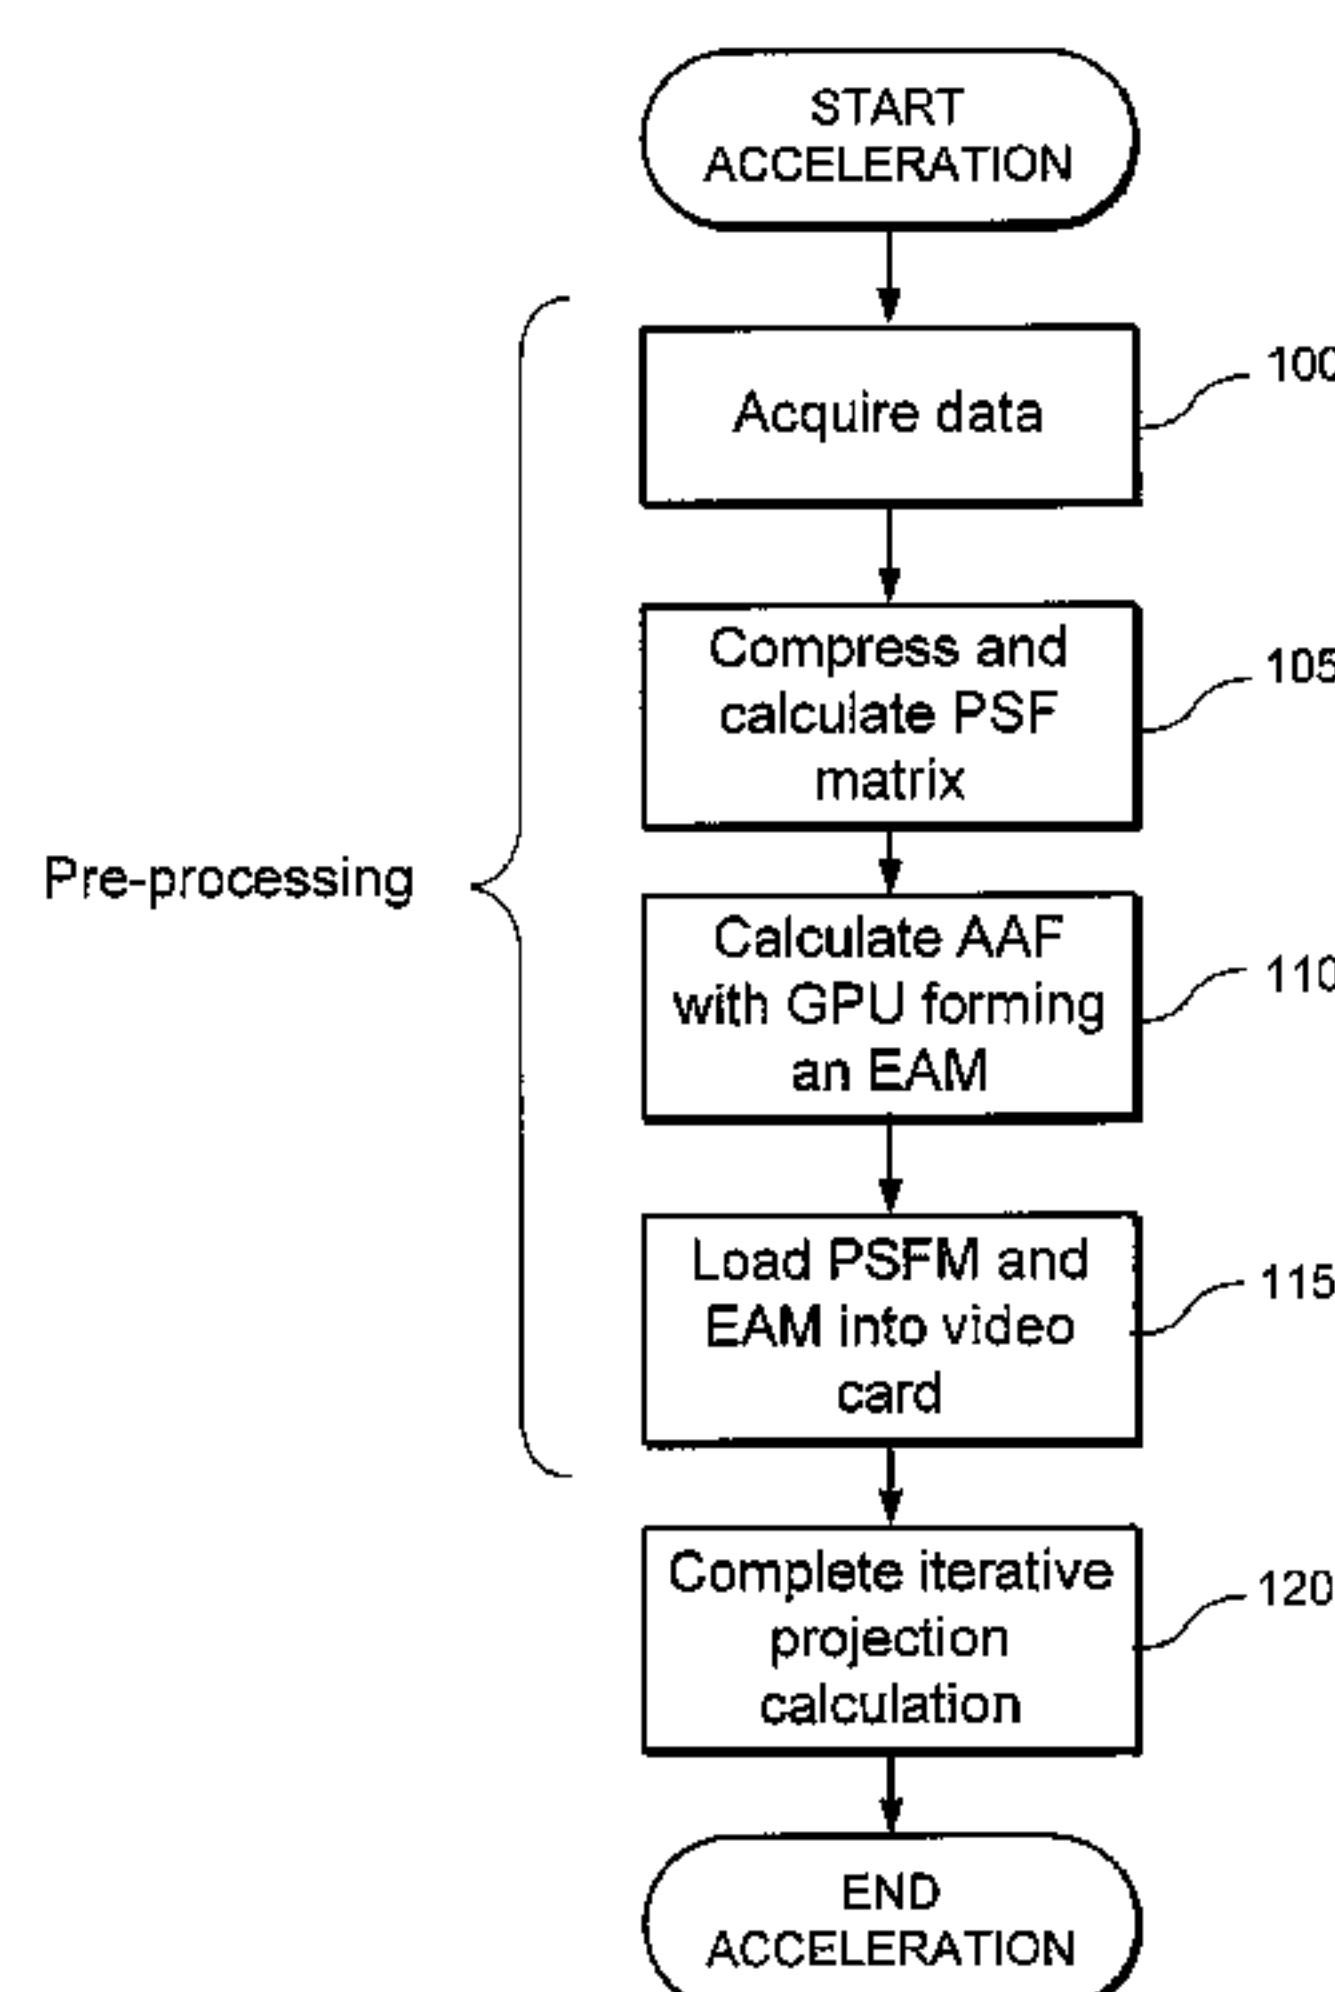 START
ACCELERATION
Acquire data
100
Compress and
calculate PSF
matrix
105
Pre-processing
Calculate AAF
with GPU forming
an EAM
110
Load PSFM and
EAM into video
card
115
Complete iterative
projection
calculation
120
END
ACCELERATION